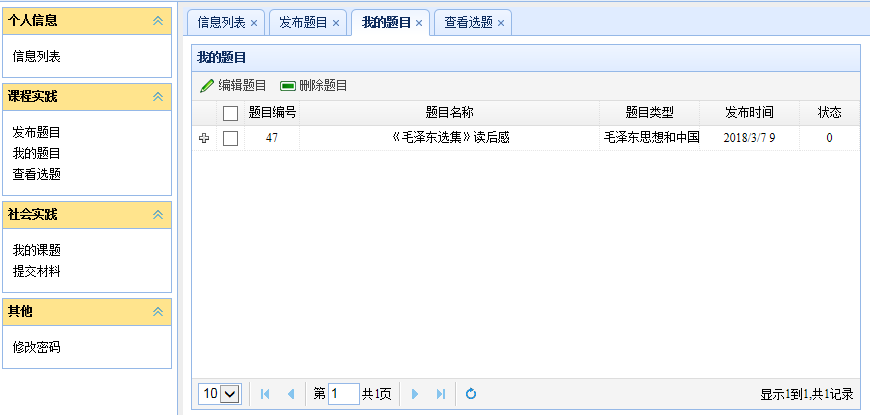 个人信息
信息列表
课程实践
发布题目
我的题目
查看选题
社会实践
我的课题
提交材料
其他
修改密码
信息列表 发布题目 我的题目 查看选题
我的题目
编辑题目 删除题目
题目编号 题目名称 题目类型 发布时间 状态
47 《毛泽东选集》读后感 毛泽东思想和中国 2018/3/7 9 0
10 第 1 共1页 显示1到1,共1记录